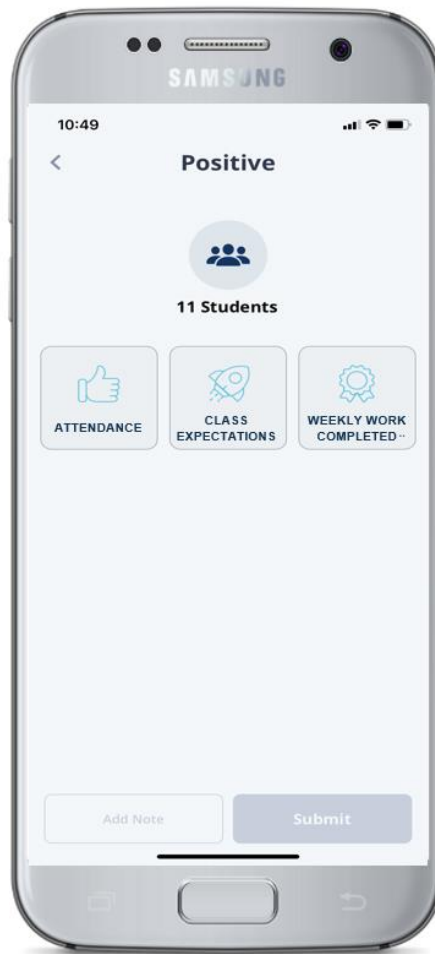 SAMSUNG
10:49
Positive
11 Students
ATTENDANCE
CLASS
EXPECTATIONS
WEEKLY WORK
COMPLETED ..
Add Note
Submit